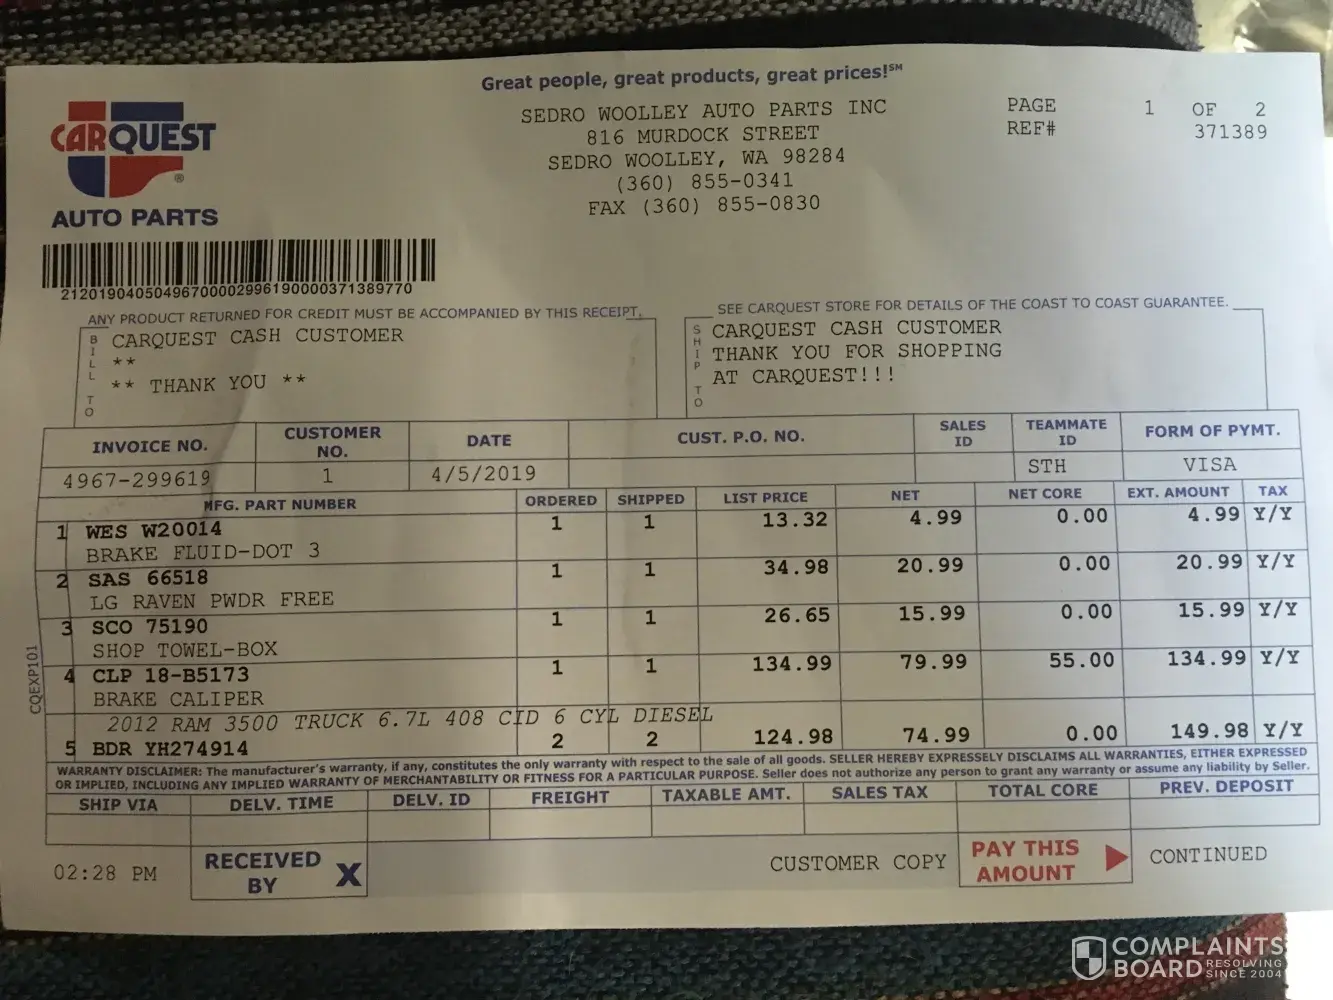 Great people, great products, great prices!℠
CARQUEST
®
AUTO PARTS
SEDRO WOOLLEY AUTO PARTS INC
816 MURDOCK STREET
SEDRO WOOLLEY, WA 98284
(360) 855-0341
FAX (360) 855-0830
PAGE 1 OF 2
REF# 371389
2120190405049670000299619000037138977​0
ANY PRODUCT RETURNED FOR CREDIT MUST BE ACCOMPANIED BY THIS RECEIPT.
SEE CARQUEST STORE FOR DETAILS OF THE COAST TO COAST GUARANTEE.
BILL TO
CARQUEST CASH CUSTOMER
**
** THANK YOU **
SHIP TO
CARQUEST CASH CUSTOMER
THANK YOU FOR SHOPPING
AT CARQUEST!!!
INVOICE NO. CUSTOMER NO. DATE CUST. P.O. NO. SALES ID TEAMMATE ID FORM OF PYMT.
4967-299619 1 4/5/2019 STH VISA
MFG. PART NUMBER ORDERED SHIPPED LIST PRICE NET NET CORE EXT. AMOUNT TAX
1 WES W20014 1 1 13.32 4.99 0.00 4.99 Y/Y
BRAKE FLUID-DOT 3
2 SAS 66518 1 1 34.98 20.99 0.00 20.99 Y/Y
LG RAVEN PWDR FREE
3 SCO 75190 1 1 26.65 15.99 0.00 15.99 Y/Y
SHOP TOWEL-BOX
4 CLP 18-B5173 1 1 134.99 79.99 55.00 134.99 Y/Y
BRAKE CALIPER
2012 RAM 3500 TRUCK 6.7L 408 CID 6 CYL DIESEL
5 BDR YH274914 2 2 124.98 74.99 0.00 149.98 Y/Y
CQEXP101
WARRANTY DISCLAIMER: The manufacturer's warranty, if any, constitutes the only warranty with respect to the sale of all goods. SELLER HEREBY EXPRESSLY DISCLAIMS ALL WARRANTIES, EITHER EXPRESSED
OR IMPLIED, INCLUDING ANY IMPLIED WARRANTY OF MERCHANTABILITY OR FITNESS FOR A PARTICULAR PURPOSE. Seller does not authorize any person to grant any warranty or assume any liability by Seller.
SHIP VIA DELV. TIME DELV. ID FREIGHT TAXABLE AMT. SALES TAX TOTAL CORE PREV. DEPOSIT
02:28 PM
RECEIVED BY X
CUSTOMER COPY
PAY THIS AMOUNT
CONTINUED
COMPLAINTS
BOARD RESOLVING SINCE 2004